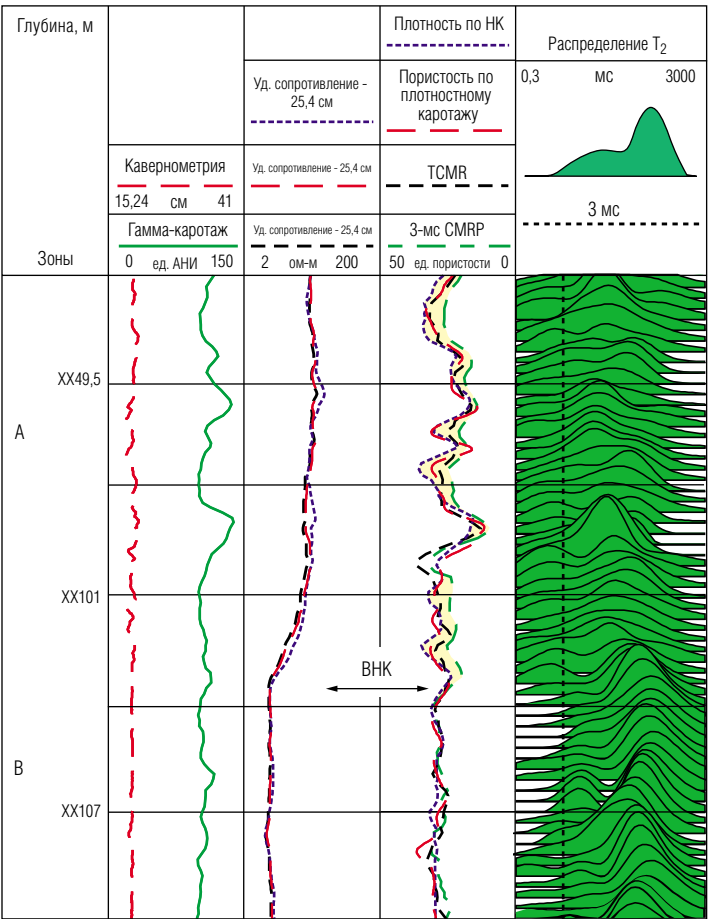 Глубина, м
Зоны
Кавернометрия
15,24 см 41
Гамма-каротаж
0 ед. АНИ 150
Уд. сопротивление -
25,4 см
Уд. сопротивление - 25,4 см
Уд. сопротивление - 25,4 см
2 ом-м 200
Плотность по НК
Пористость по
плотностному
каротажу
TCMR
3-мс CMRP
50 ед. пористости 0
Распределение T2
0,3 мс 3000
3 мс
XX49,5
A
XX101
ВНК
B
XX107